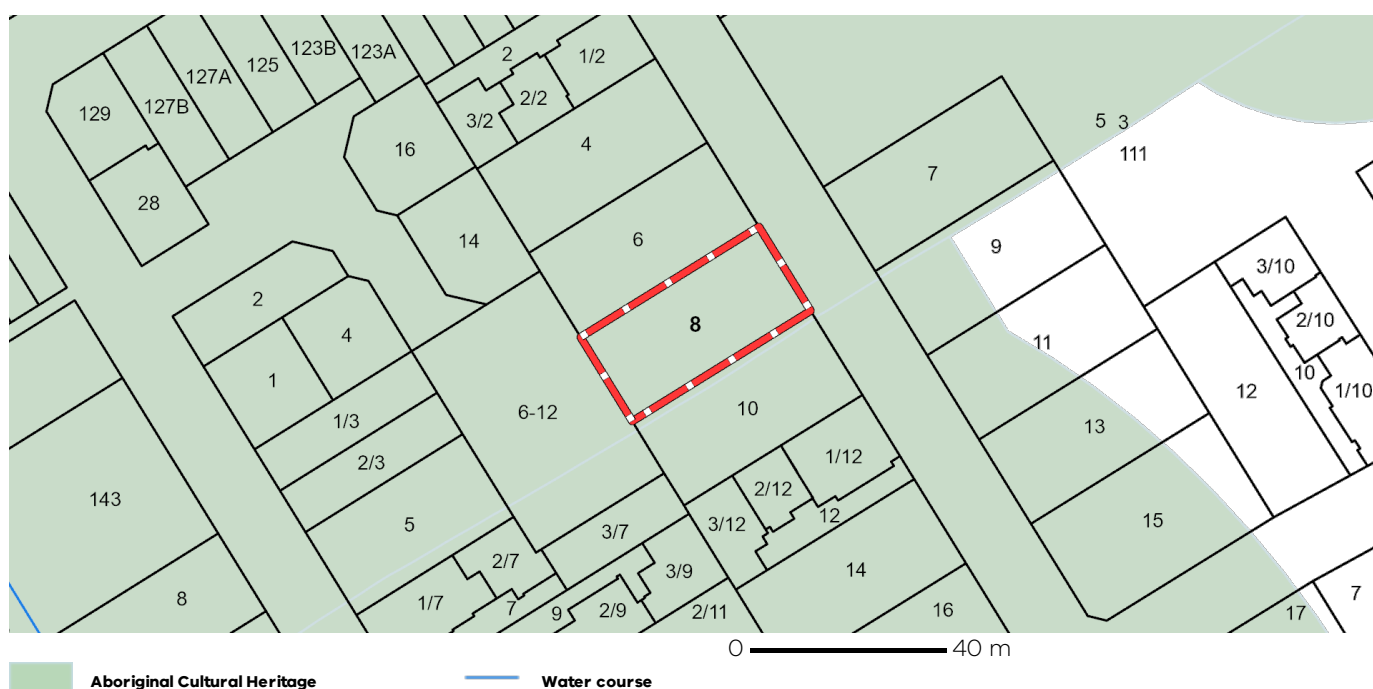 123B 123A 2 1/2
127A 125
129 127B 3/2 2/2
16 4 5 3
111
28 7
14 6 9
2 3/10
4 8 11 2/10
1 10
1/3 6-12 10 12 1/10
2/3 13
143 5 1/12
2/12
3/12 12 15
3/7
2/7 3/9 14
8 1/7 7 9 2/9 2/11 16 17 7
0 40 m
Aboriginal Cultural Heritage Water course